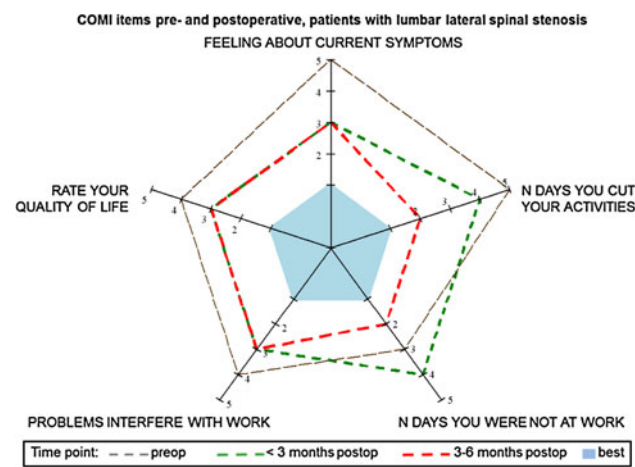 COMI items pre- and postoperative, patients with lumbar lateral spinal stenosis
FEELING ABOUT CURRENT SYMPTOMS
5
4
3
2
RATE YOUR
QUALITY OF LIFE
5
4
3
2
2
3
4
5
N DAYS YOU CUT
YOUR ACTIVITIES
2
3
4
5
2
3
4
5
PROBLEMS INTERFERE WITH WORK
N DAYS YOU WERE NOT AT WORK
Time point: preop < 3 months postop 3-6 months postop best